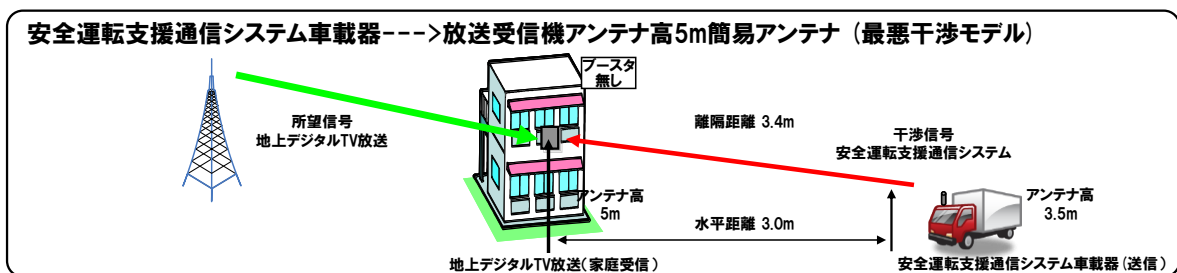 安全運転支援通信システム車載器--->放送受信機アンテナ高5m簡易アンテナ (最悪干渉モデル)
ブースタ
無し
所望信号
地上デジタルTV放送
離隔距離 3.4m
干渉信号
安全運転支援通信システム
アンテナ高
5m
アンテナ高
3.5m
水平距離 3.0m
地上デジタルTV放送(家庭受信)
安全運転支援通信システム車載器(送信)